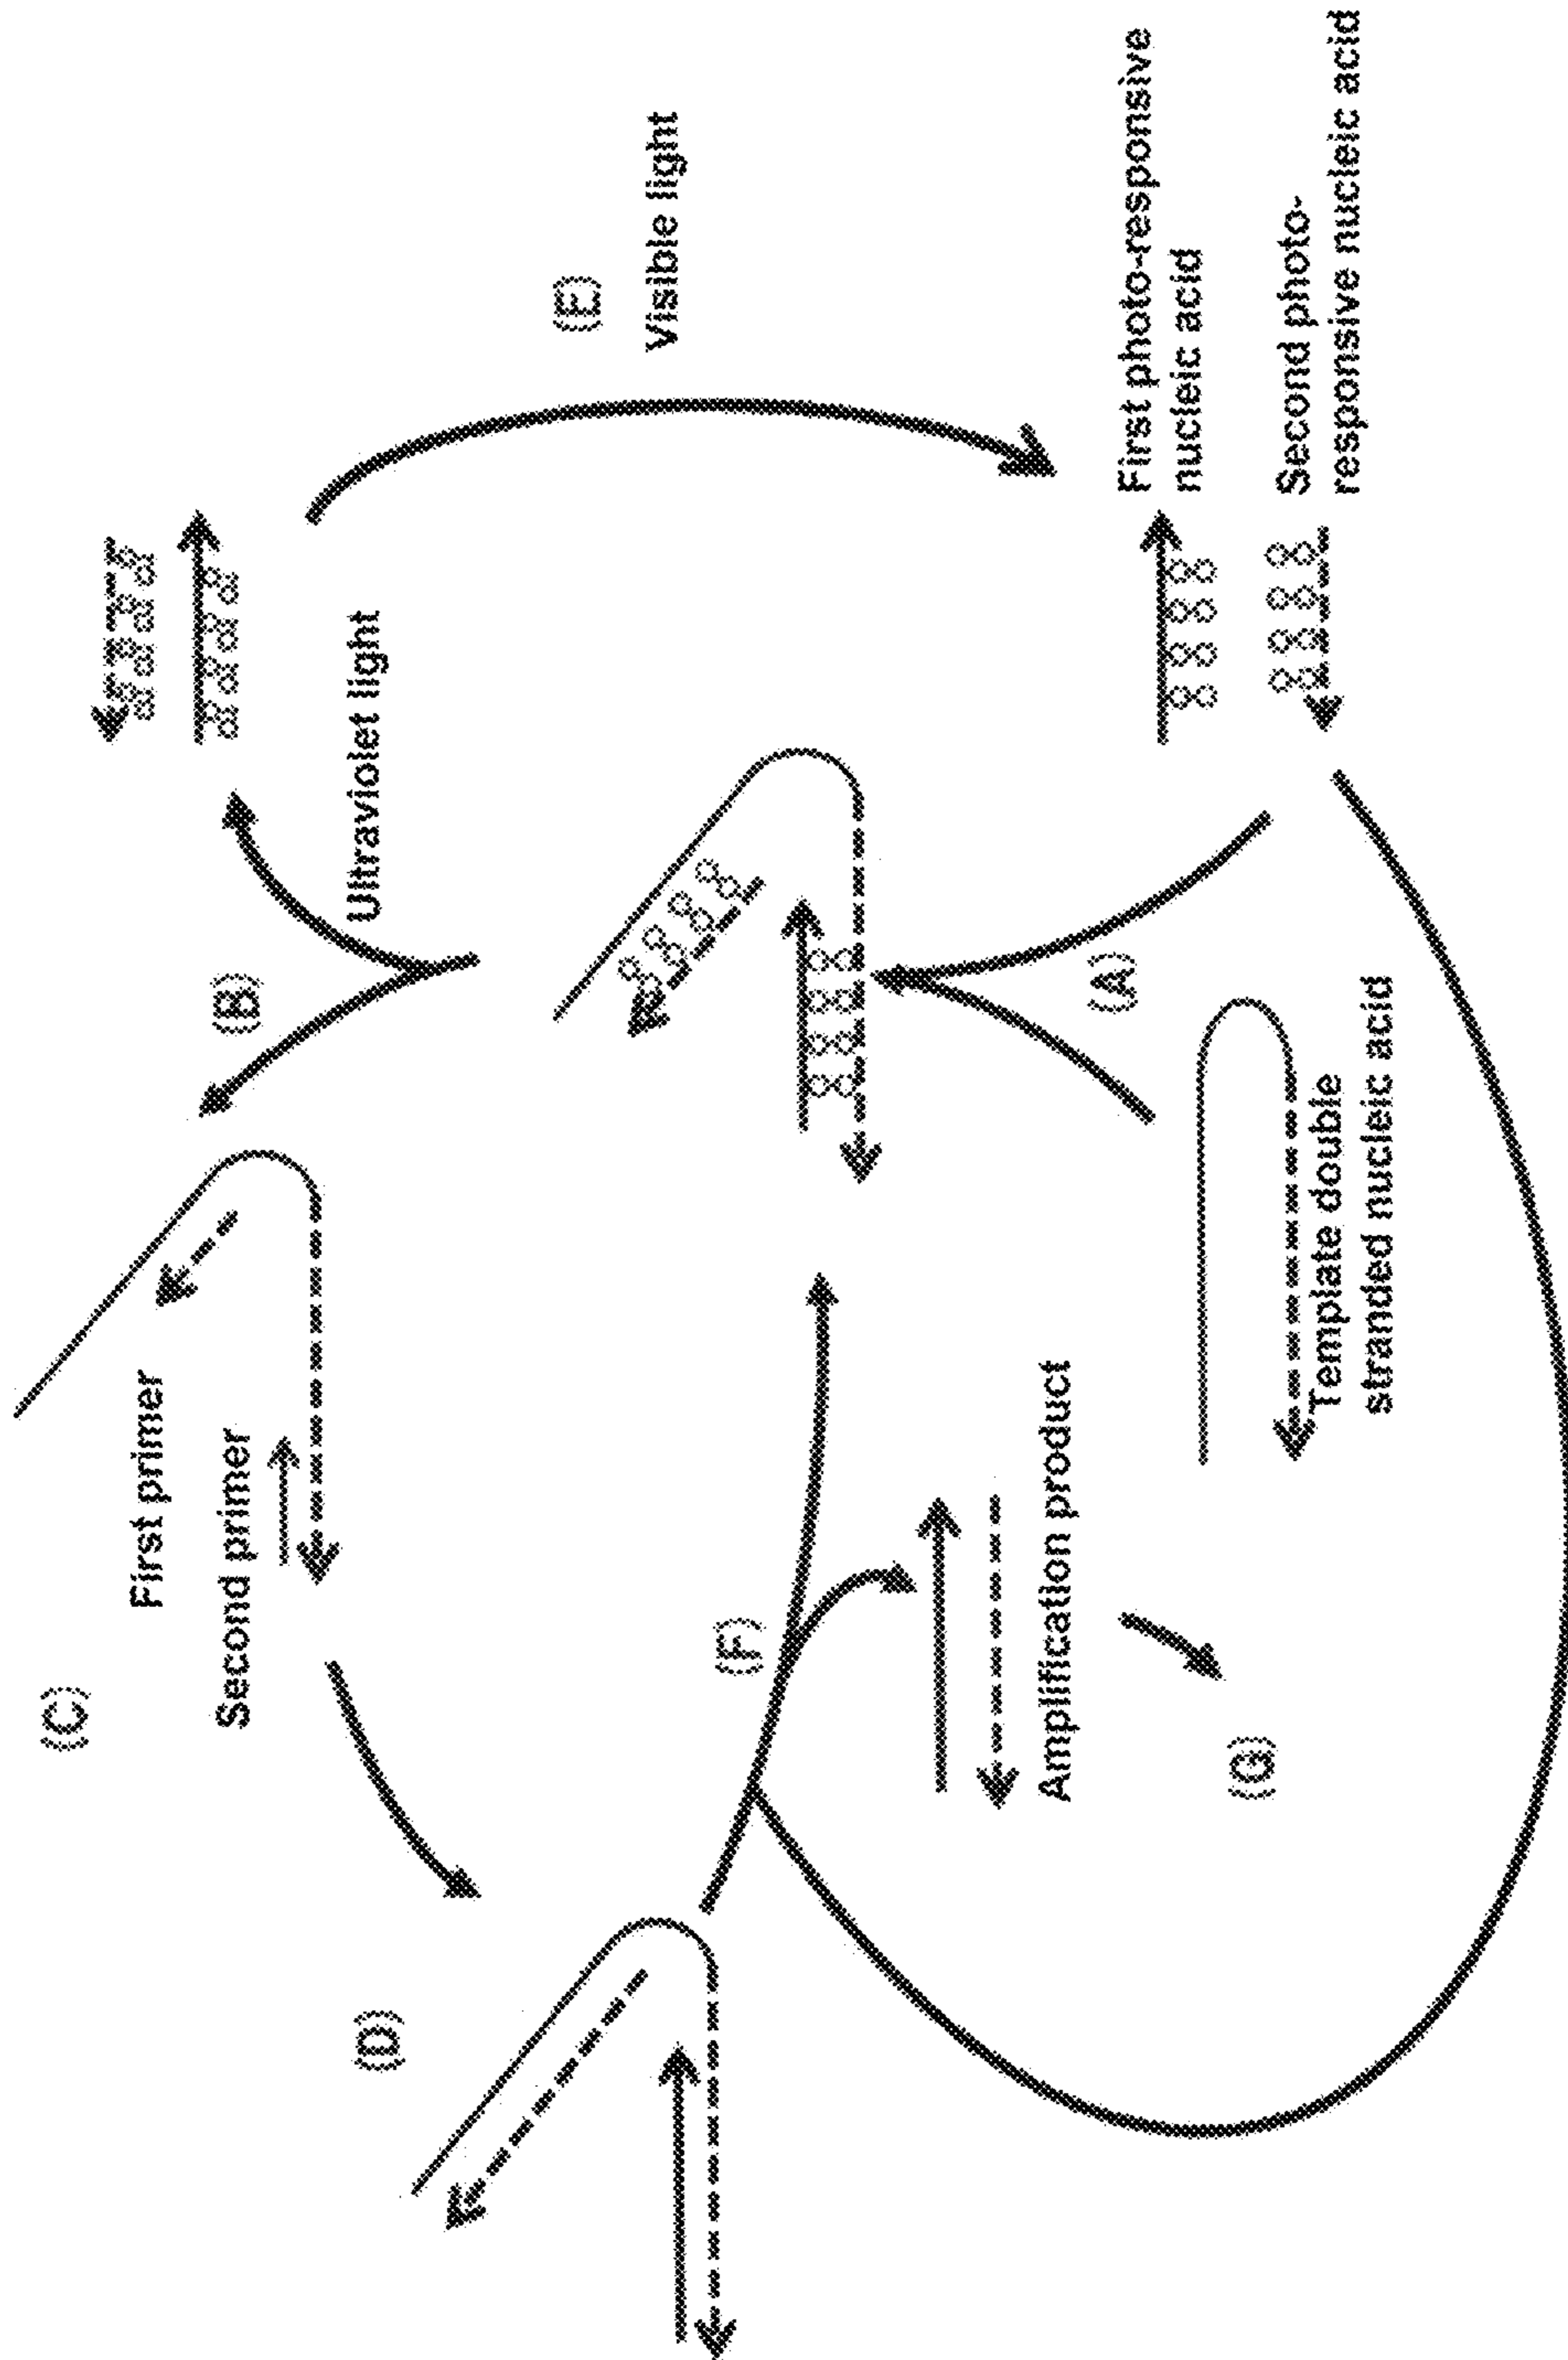 (C)
First primer
Second primer
(B)
Ultraviolet light
(E)
Visible light
(D)
(F)
Amplification product
(G)
(A)
Template double
stranded nucleic acid
First photo-responsive
nucleic acid
Second photo-
responsive nucleic acid